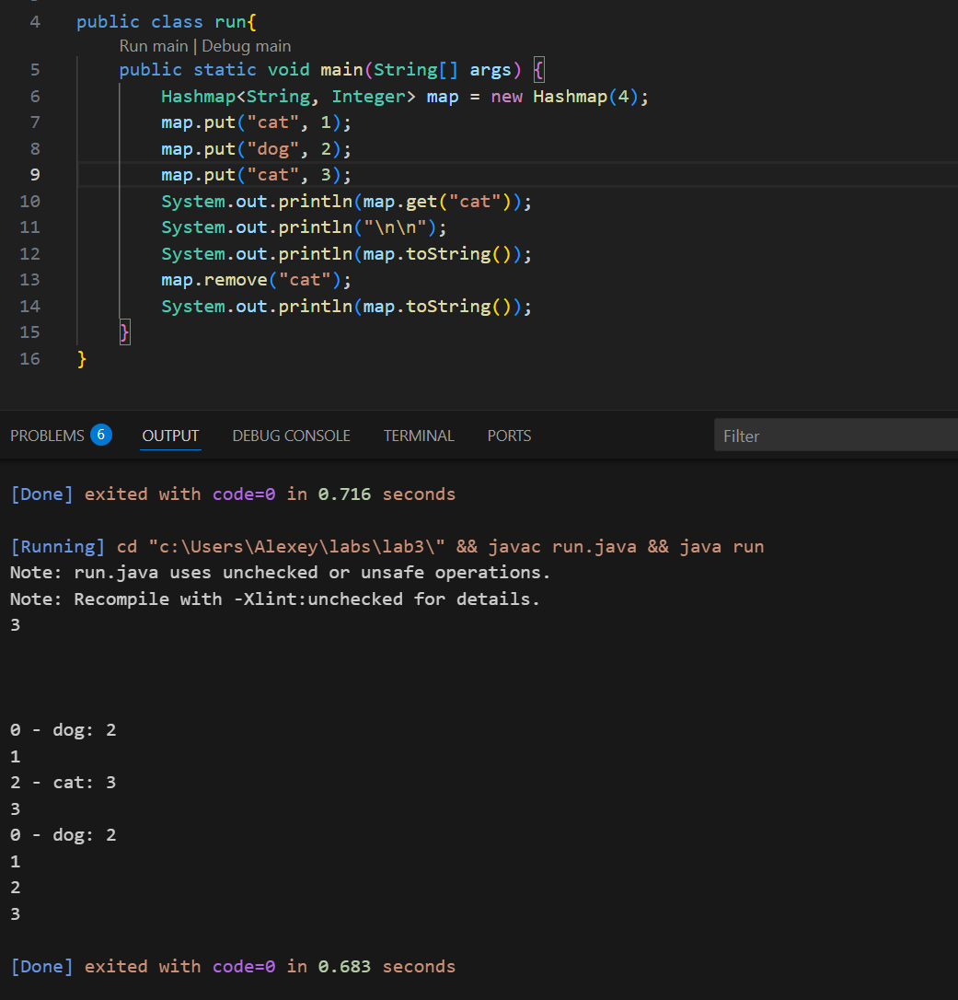 4 public class run{
Run main | Debug main
5 public static void main(String[] args) {
6 Hashmap<String, Integer> map = new Hashmap(4);
7 map.put("cat", 1);
8 map.put("dog", 2);
9 map.put("cat", 3);
10 System.out.println(map.get("cat"));
11 System.out.println("\n\n");
12 System.out.println(map.toString());
13 map.remove("cat");
14 System.out.println(map.toString());
15 }
16 }
PROBLEMS 6 OUTPUT DEBUG CONSOLE TERMINAL PORTS Filter
[Done] exited with code=0 in 0.716 seconds
[Running] cd "c:\Users\Alexey\labs\lab3\" && javac run.java && java run
Note: run.java uses unchecked or unsafe operations.
Note: Recompile with -Xlint:unchecked for details.
3
0 - dog: 2
1
2 - cat: 3
3
0 - dog: 2
1
2
3
[Done] exited with code=0 in 0.683 seconds